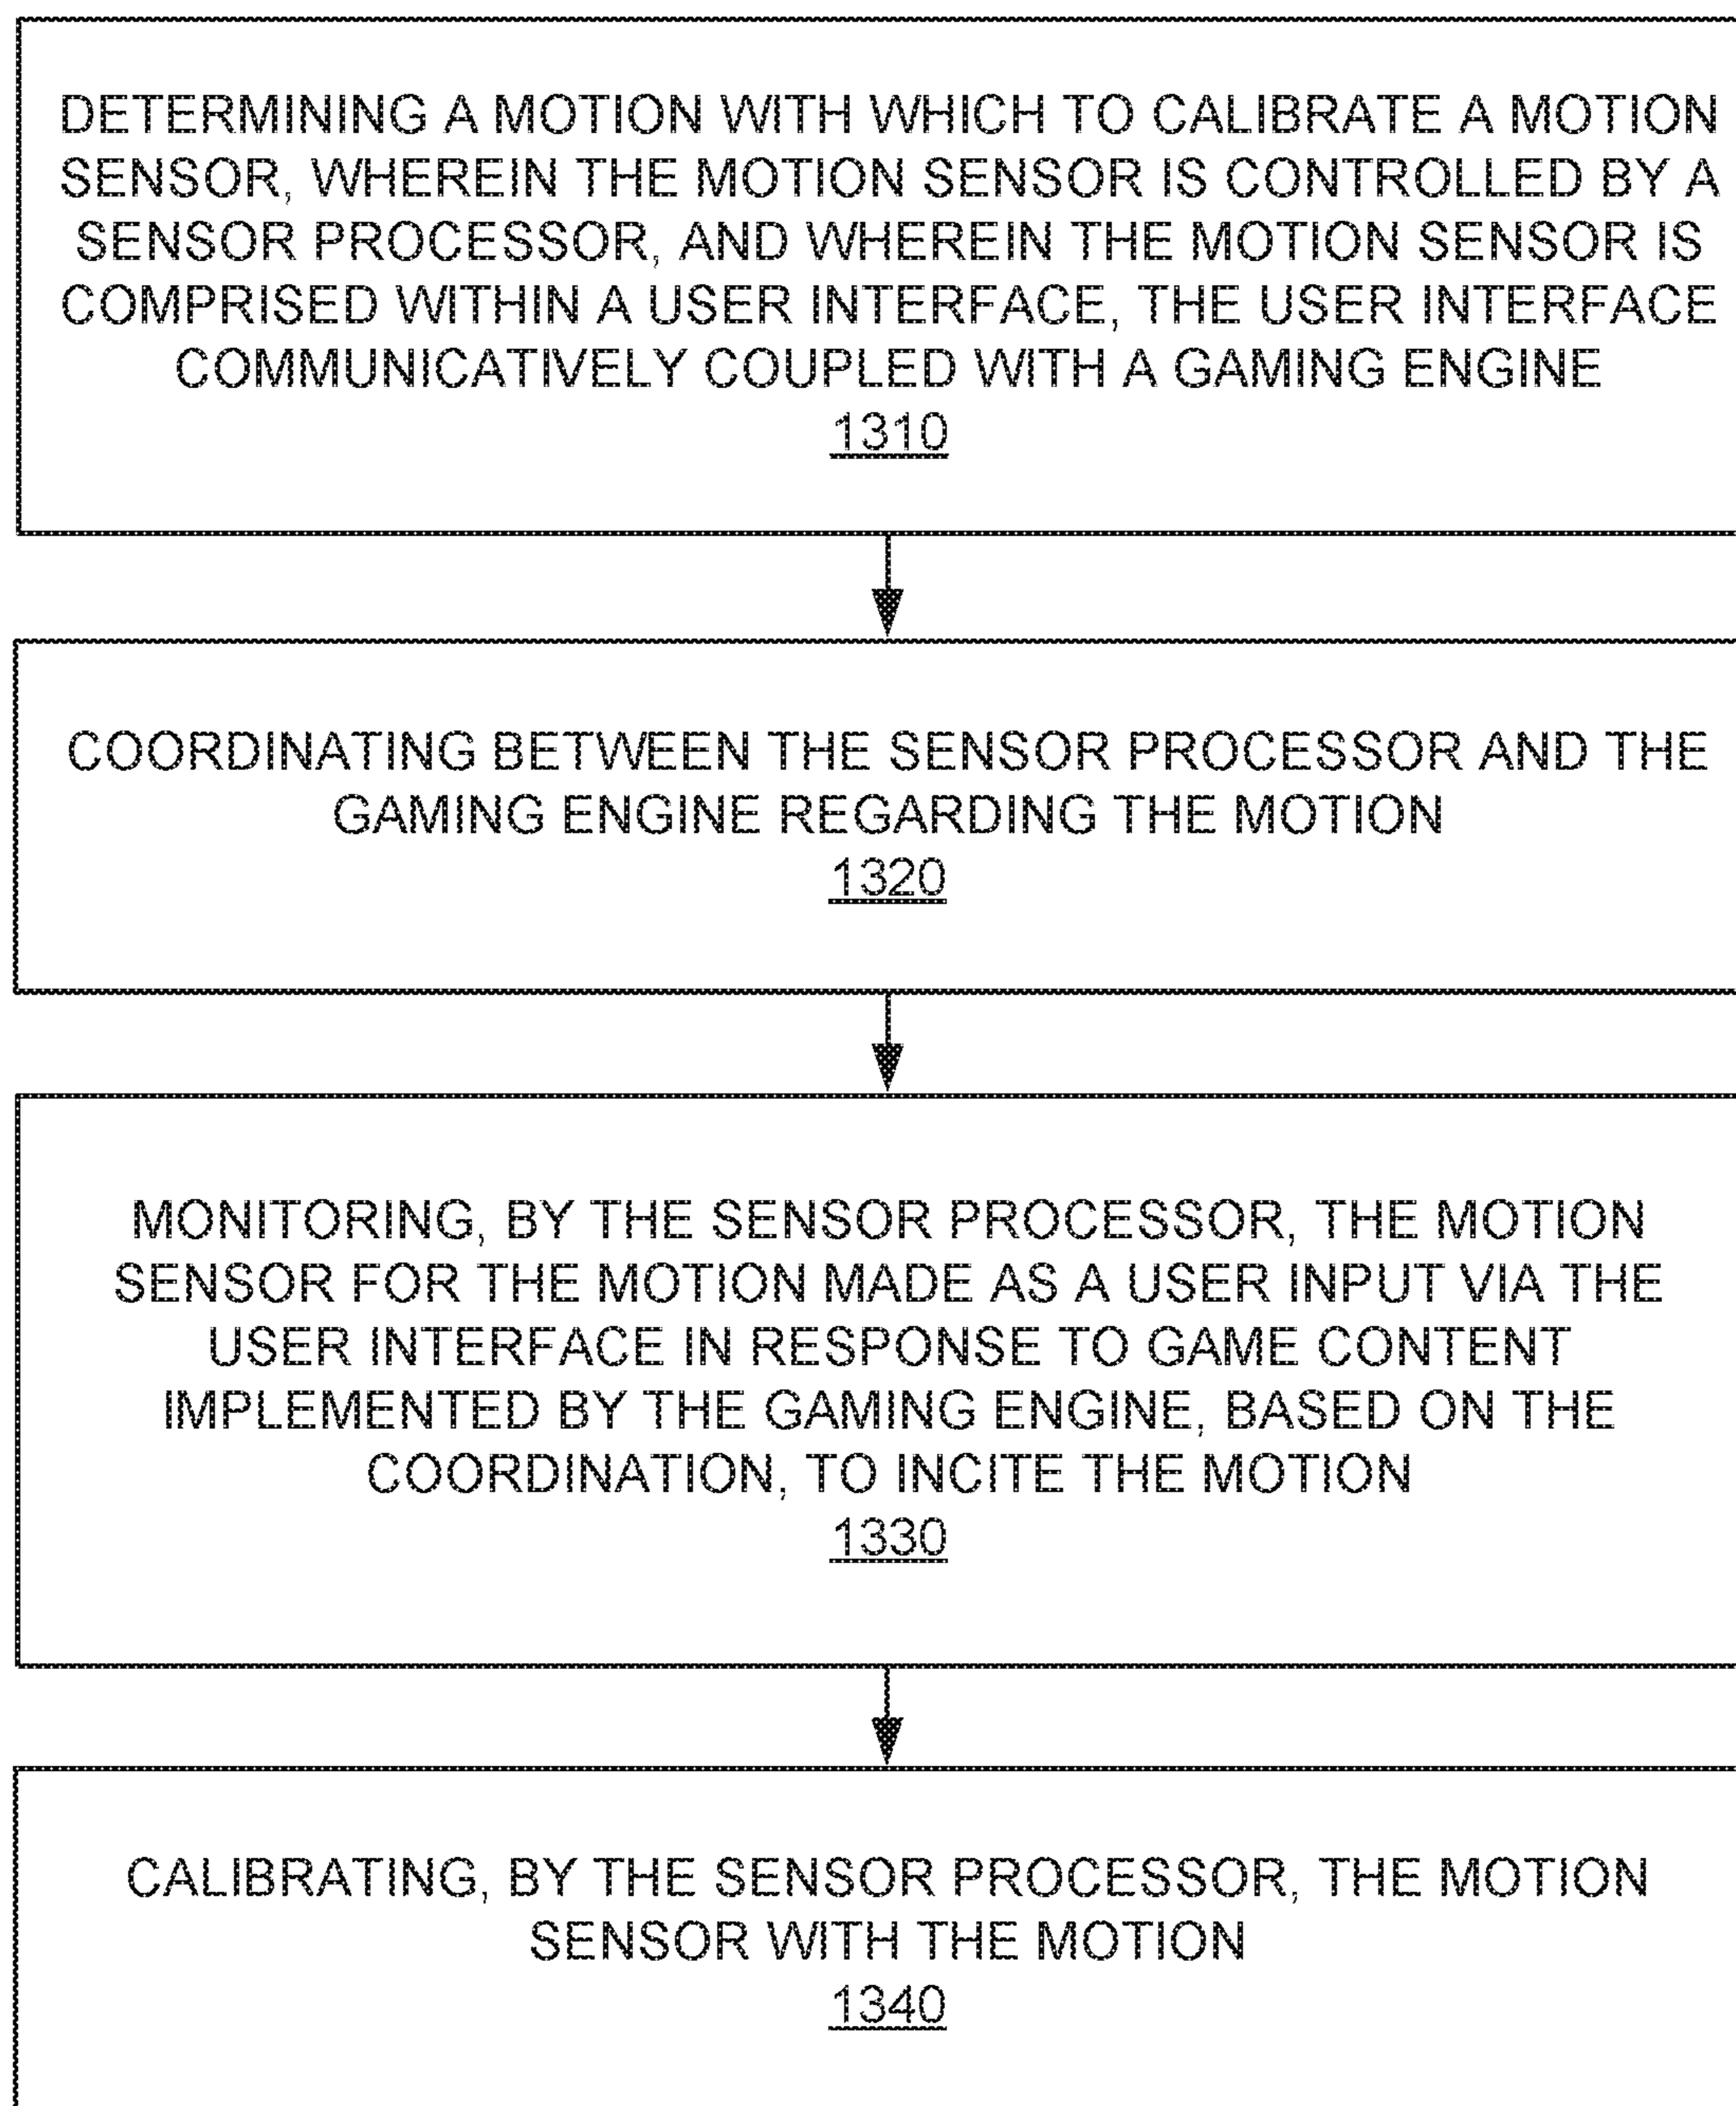 DETERMINING A MOTION WITH WHICH TO CALIBRATE A MOTION
SENSOR, WHEREIN THE MOTION SENSOR IS CONTROLLED BY A
SENSOR PROCESSOR, AND WHEREIN THE MOTION SENSOR IS
COMPRISED WITHIN A USER INTERFACE, THE USER INTERFACE
COMMUNICATIVELY COUPLED WITH A GAMING ENGINE
1310
COORDINATING BETWEEN THE SENSOR PROCESSOR AND THE
GAMING ENGINE REGARDING THE MOTION
1320
MONITORING, BY THE SENSOR PROCESSOR, THE MOTION
SENSOR FOR THE MOTION MADE AS A USER INPUT VIA THE
USER INTERFACE IN RESPONSE TO GAME CONTENT
IMPLEMENTED BY THE GAMING ENGINE, BASED ON THE
COORDINATION, TO INCITE THE MOTION
1330
CALIBRATING, BY THE SENSOR PROCESSOR, THE MOTION
SENSOR WITH THE MOTION
1340